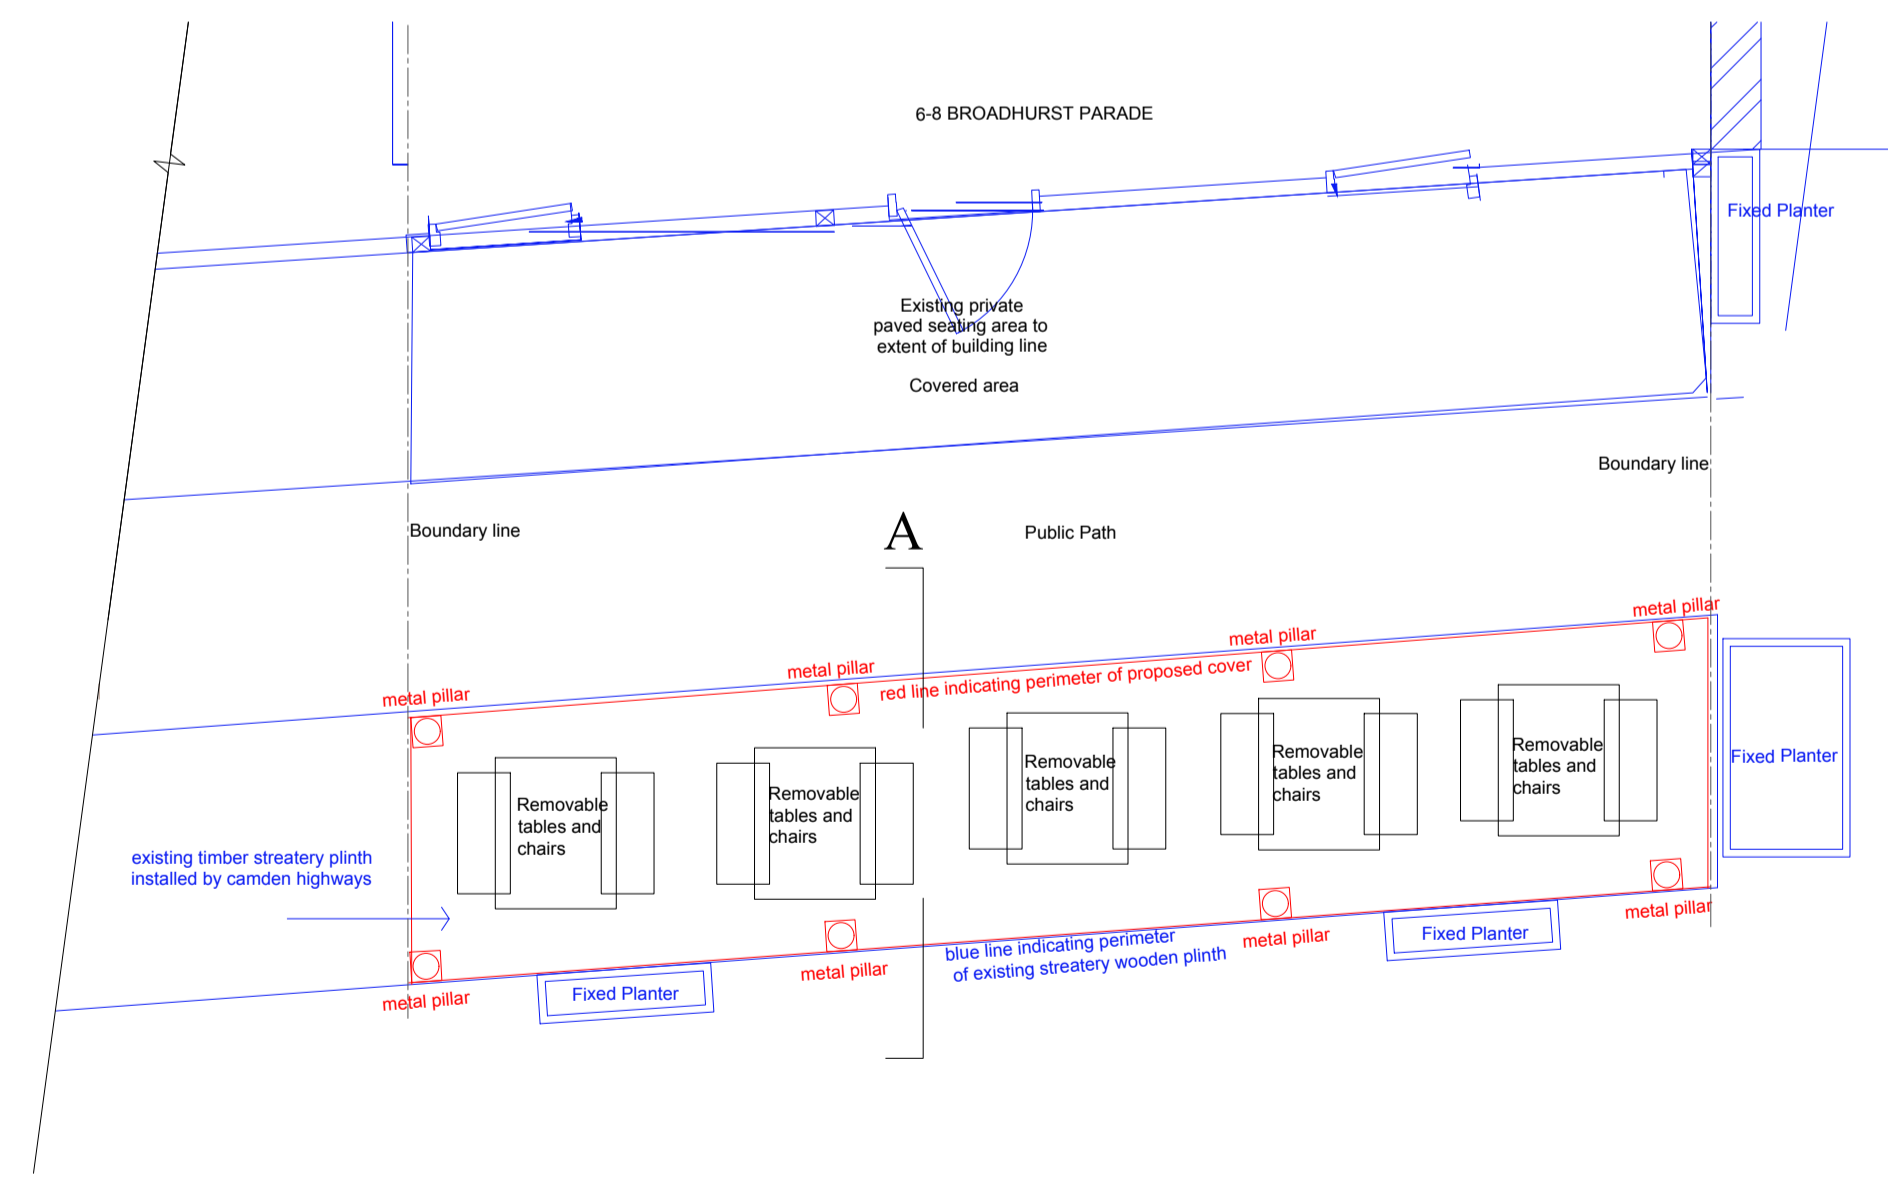 6-8 BROADHURST PARADE
Fixed Planter
Existing private
paved seating area to
extent of building line
Covered area
Boundary line
Boundary line
A
Public Path
metal pillar
metal pillar
metal pillar
metal pillar
red line indicating perimeter of proposed cover
Removable
tables and
chairs
Removable
tables and
chairs
Removable
tables and
chairs
Removable
tables and
chairs
Removable
tables and
chairs
Fixed Planter
existing timber streatery plinth
installed by camden highways
metal pillar
metal pillar
metal pillar
metal pillar
blue line indicating perimeter
of existing streatery wooden plinth
Fixed Planter
Fixed Planter